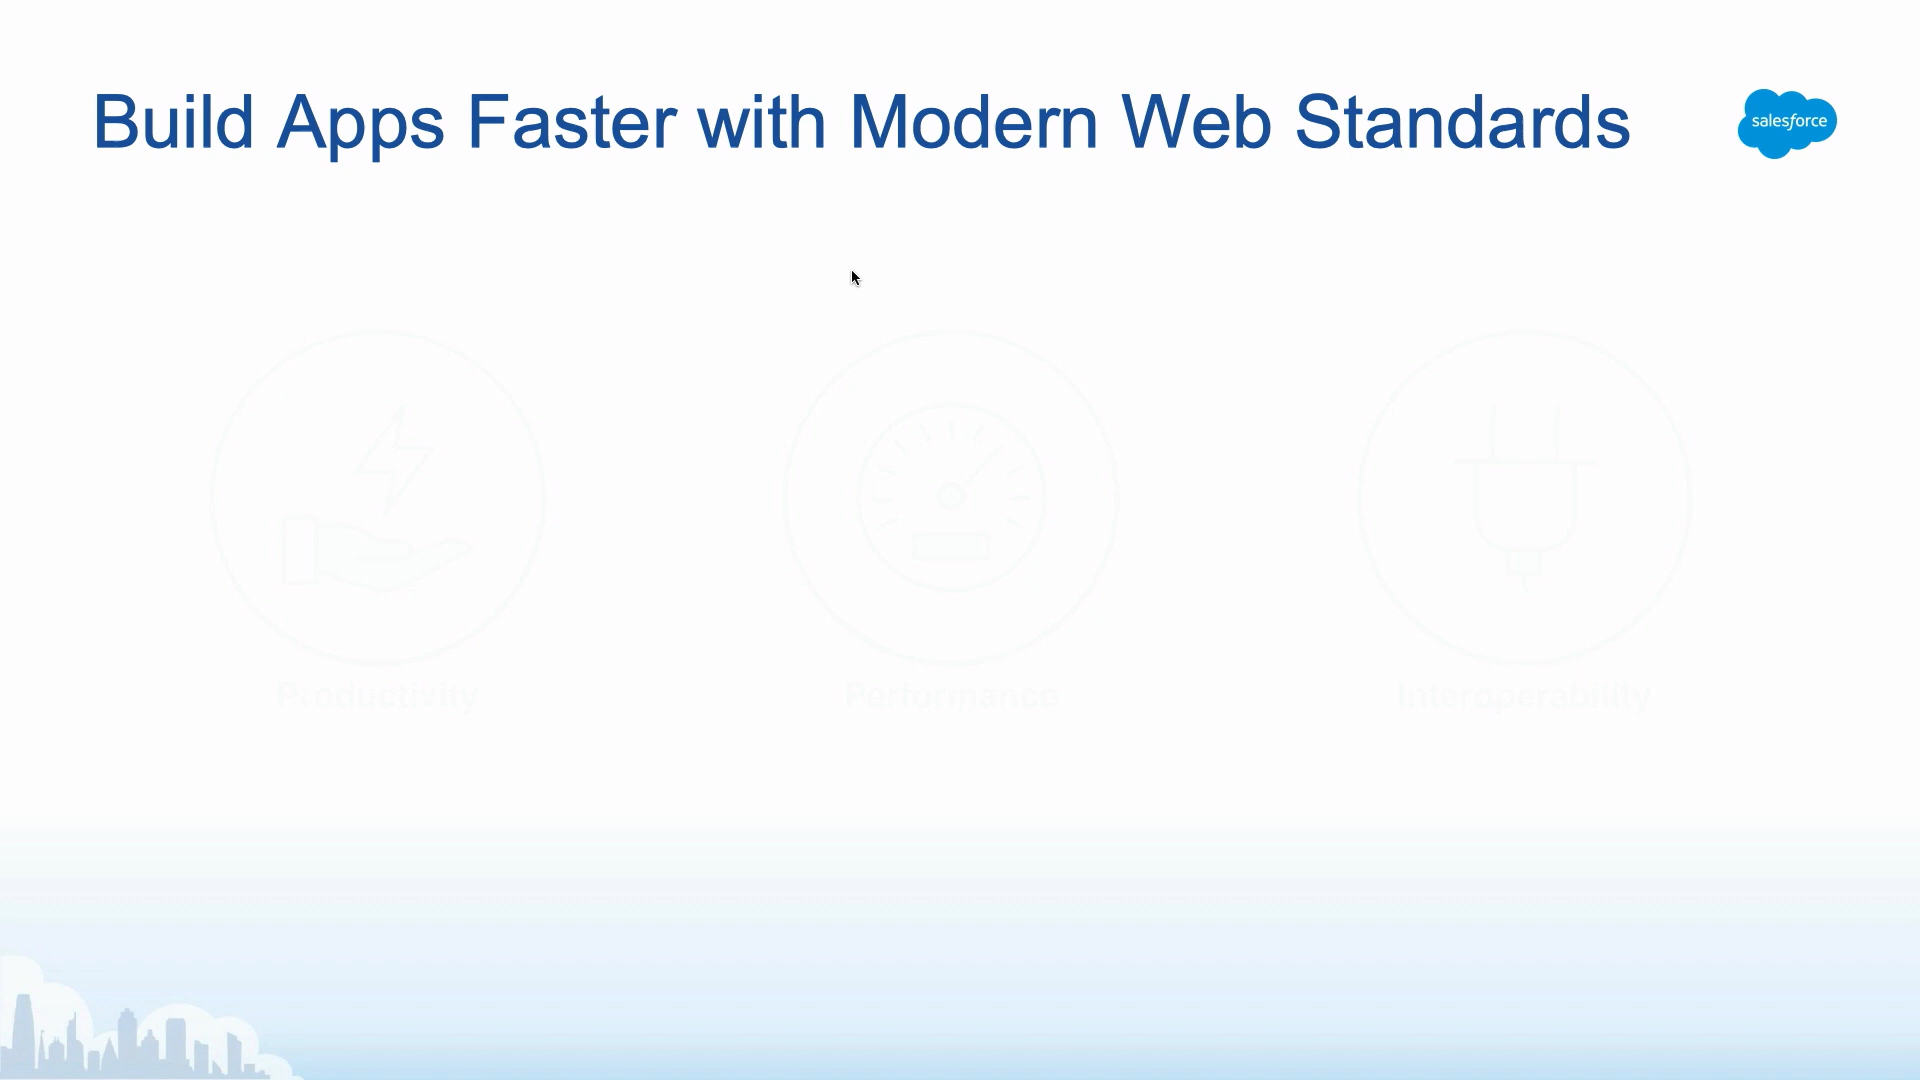 Build Apps Faster with Modern Web Standards
salesforce
Productivity
Performance
Interoperability